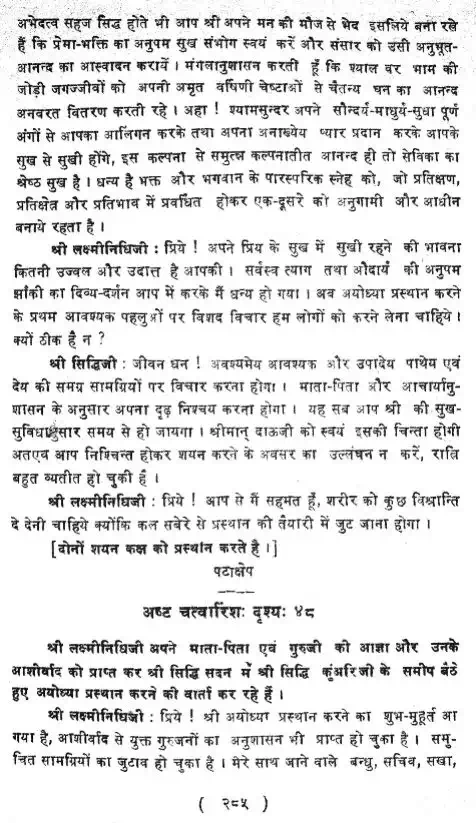 अभेदत्व सहज सिद्ध होते भी आप श्री अपने मन की मौज से भेद इसलिये बना रखे
हैं कि प्रेमा-भक्ति का अनुपम सुख संभोग स्वयं करें और संसार को उसी अनुभूत-
आनन्द का आस्वादन करायें। मंगलानुशासन करती हूँ कि श्याल वर भाम की
जोड़ी जगज्जीवों को अपनी अमृत वर्षिणी चेष्टाओं से चैतन्य घन का आनन्द
अनवरत वितरण करती रहे। अहा! श्यामसुन्दर अपने सौन्दर्य-माधुर्य-सुधा पूर्ण
अंगों से आपका आलिंगन करके तथा अपना अनाख्येय प्यार प्रदान करके आपके
सुख से सुखी होंगे, इस कल्पना से समुत्पन्न कल्पनातीत आनन्द ही तो सेविका का
श्रेष्ठ सुख है। धन्य है भक्त और भगवान के पारस्परिक स्नेह को, जो प्रतिक्षण,
प्रतिक्षेत्र और प्रतिभाव में प्रवर्धित होकर एक-दूसरे को अनुगामी और आधीन
बनाये रहता है।
श्री लक्ष्मीनिधिजी : प्रिये! अपने प्रिय के सुख में सुखी रहने की भावना
कितनी उज्वल और उदात्त है आपकी। सर्वस्व त्याग तथा औदार्य की अनुपम
झाँकी का दिव्य-दर्शन आप में करके मैं धन्य हो गया। अब अयोध्या प्रस्थान करने
के प्रथम आवश्यक पहलुओं पर विशद विचार हम लोगों को करने लेना चाहिये।
क्यों ठीक है न?
श्री सिद्धिजी : जीवन धन! अवश्यमेव आवश्यक और उपादेय पाथेय एवं
देय की समग्र सामग्रियों पर विचार करना होगा। माता-पिता और आचार्यानु-
शासन के अनुसार अपना दृढ़ निश्चय करना होगा। यह सब आप श्री की सुख-
सुविधानुसार समय से हो जायगा। श्रीमान् दाऊजी को स्वयं इसकी चिन्ता होगी
अतएव आप निश्चिन्त होकर शयन करने के अवसर का उल्लंघन न करें, रात्रि
बहुत व्यतीत हो चुकी है।
श्री लक्ष्मीनिधिजी : प्रिये! आप से मैं सहमत हूँ, शरीर को कुछ विश्रान्ति
दे देनी चाहिये क्योंकि कल सबेरे से प्रस्थान की तैयारी में जुट जाना होगा।
[दोनों शयन कक्ष को प्रस्थान करते है।]
पटाक्षेप
अष्ट चत्वारिंशः दृश्यः ४८
श्री लक्ष्मीनिधिजी अपने माता-पिता एवं गुरुजी की आज्ञा और उनके
आशीर्वाद को प्राप्त कर श्री सिद्धि सदन में श्री सिद्धि कुंअरिजी के समीप बैठे
हुए अयोध्या प्रस्थान करने की वार्ता कर रहे हैं।
श्री लक्ष्मीनिधिजी : प्रिये! श्री अयोध्या प्रस्थान करने का शुभ-मुहूर्त आ
गया है, आशीर्वाद से युक्त गुरुजनों का अनुशासन भी प्राप्त हो चुका है। समु-
चित सामग्रियों का जुटाव हो चुका है। मेरे साथ जाने वाले बन्धु, सचिव, सखा,
( २८५ )